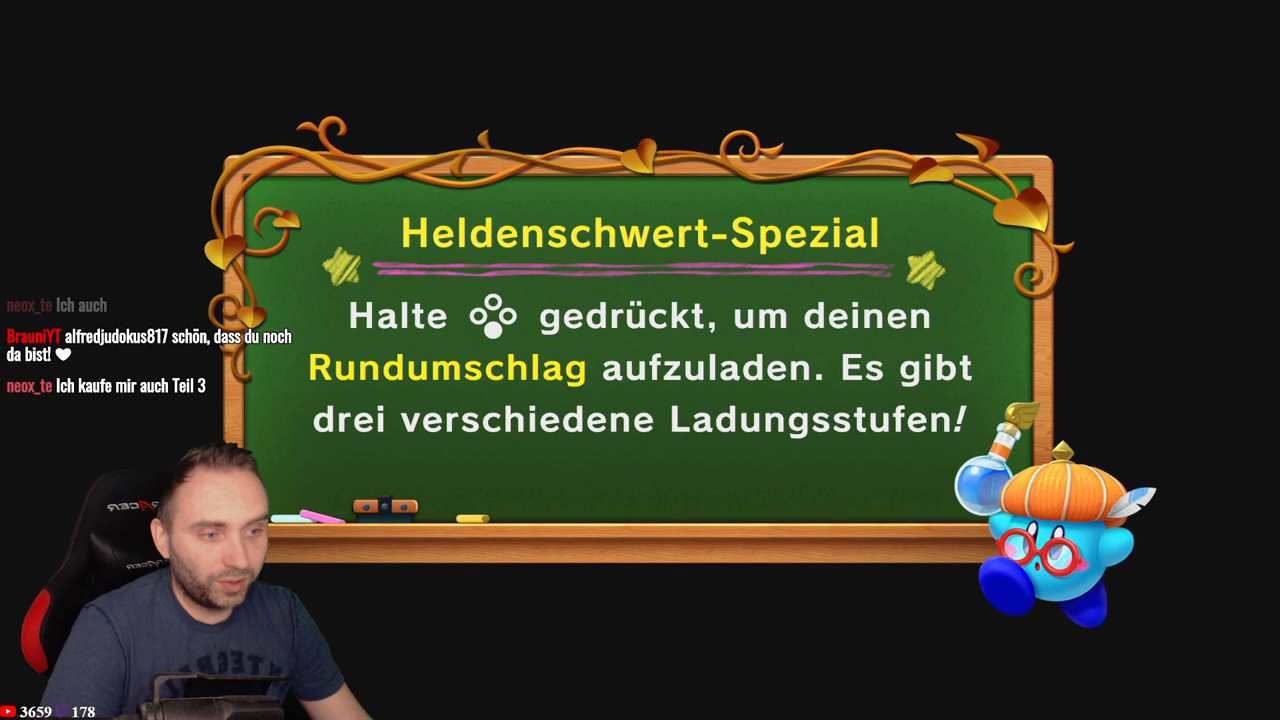 Heldenschwert-Spezial
Halte gedrückt, um deinen
Rundumschlag aufzuladen. Es gibt
drei verschiedene Ladungsstufen!
neox_te Ich auch
BrauniYT alfredjudokus817 schön, dass du noch
da bist! ❤
neox_te Ich kaufe mir auch Teil 3
3659 178